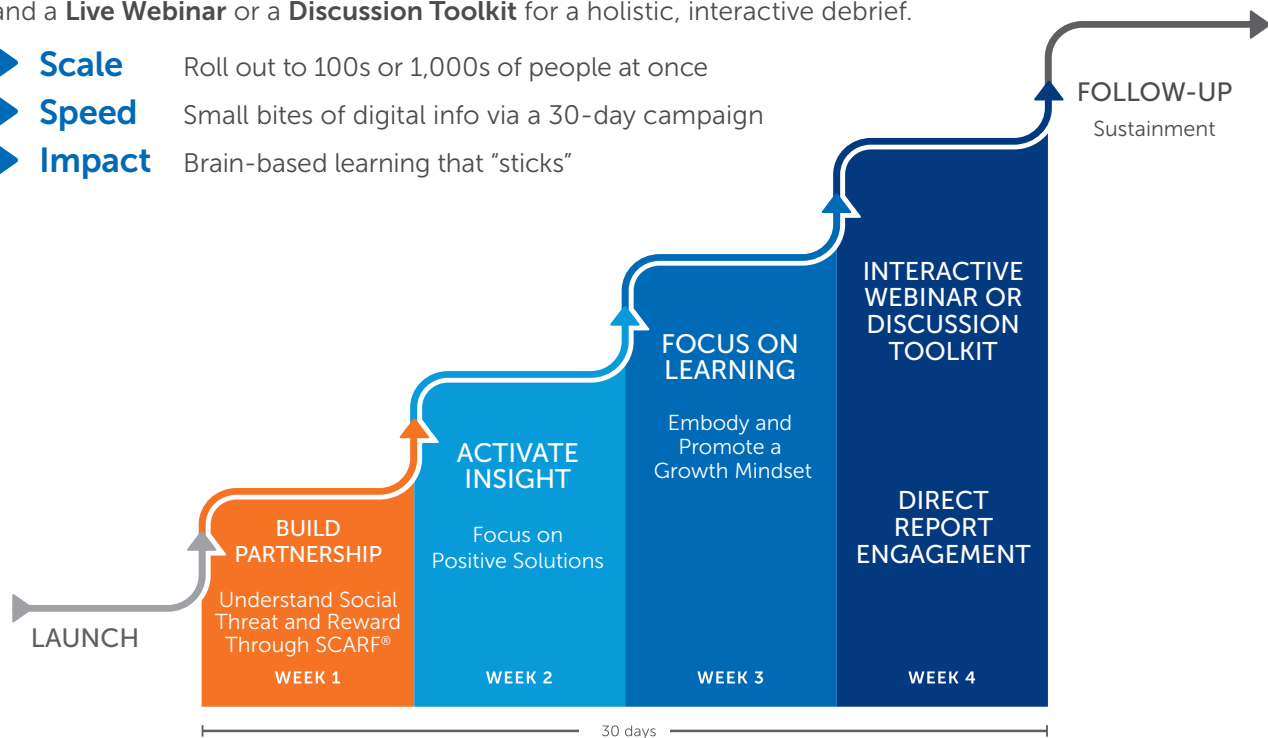 and a Live Webinar or a Discussion Toolkit for a holistic, interactive debrief.
Scale Roll out to 100s or 1,000s of people at once
Speed Small bites of digital info via a 30-day campaign
Impact Brain-based learning that “sticks”
LAUNCH
BUILD
PARTNERSHIP
Understand Social
Threat and Reward
Through SCARF®
WEEK 1
ACTIVATE
INSIGHT
Focus on
Positive Solutions
WEEK 2
FOCUS ON
LEARNING
Embody and
Promote a
Growth Mindset
WEEK 3
INTERACTIVE
WEBINAR OR
DISCUSSION
TOOLKIT
DIRECT
REPORT
ENGAGEMENT
WEEK 4
FOLLOW-UP
Sustainment
30 days